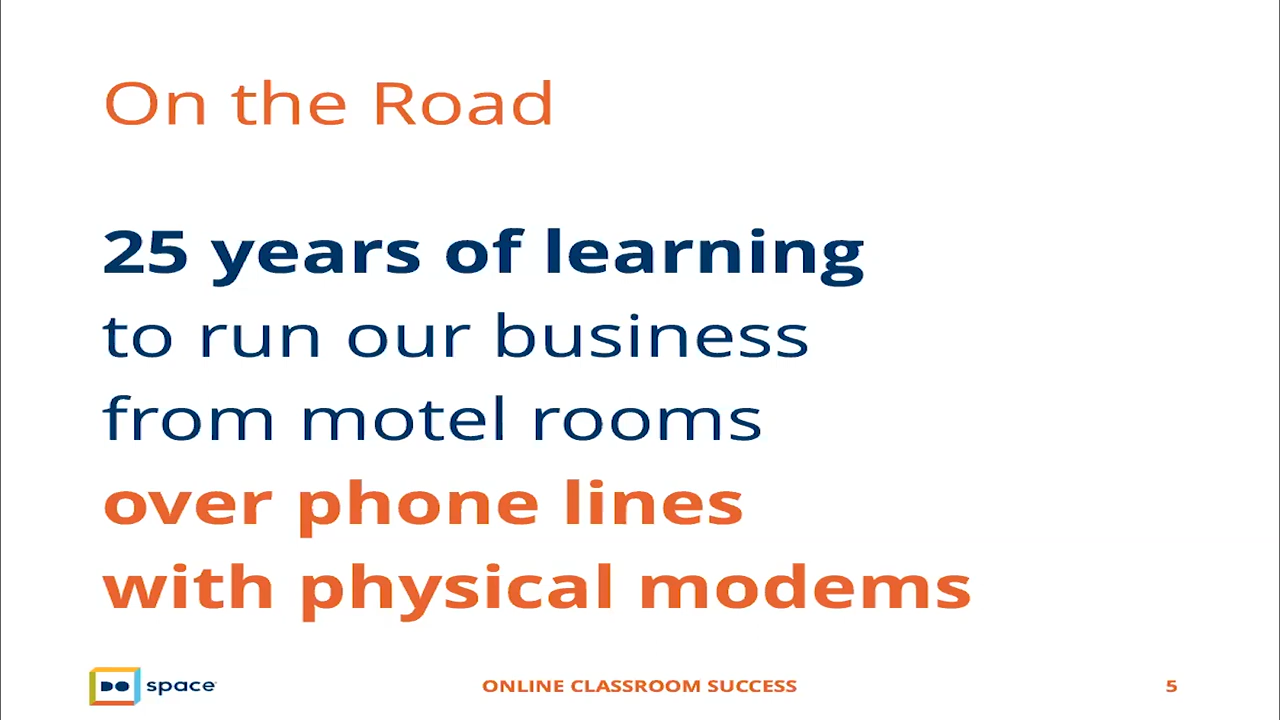 On the Road
25 years of learning
to run our business
from motel rooms
over phone lines
with physical modems
DO space
ONLINE CLASSROOM SUCCESS
5